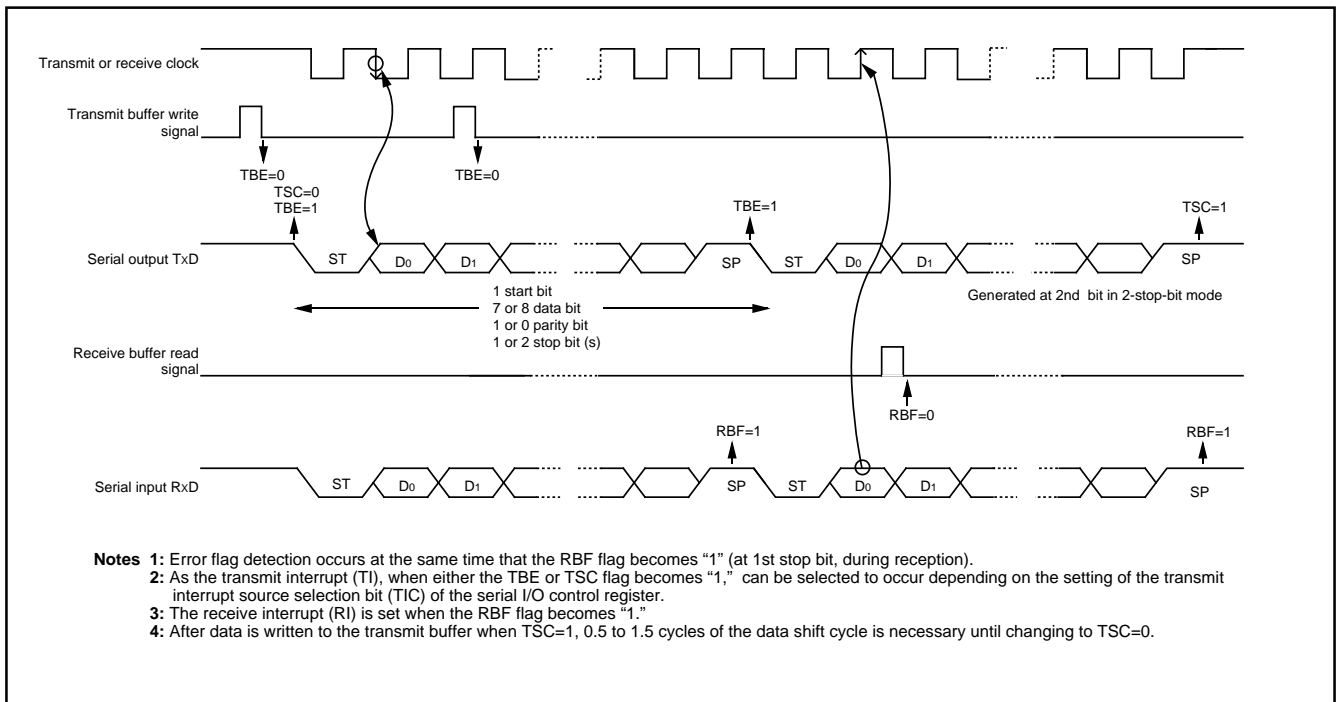 Transmit or receive clock
Transmit buffer write
signal
TBE=0
TBE=0
TSC=0
TBE=1
TBE=1
TSC=1
Serial output TxD
ST
D0
D1
SP
ST
D0
D1
SP
1 start bit
7 or 8 data bit
1 or 0 parity bit
1 or 2 stop bit (s)
Generated at 2nd bit in 2-stop-bit mode
Receive buffer read
signal
RBF=0
RBF=1
RBF=1
Serial input RxD
ST
D0
D1
SP
ST
D0
D1
SP
Notes 1: Error flag detection occurs at the same time that the RBF flag becomes “1” (at 1st stop bit, during reception).
2: As the transmit interrupt (TI), when either the TBE or TSC flag becomes “1,” can be selected to occur depending on the setting of the transmit
interrupt source selection bit (TIC) of the serial I/O control register.
3: The receive interrupt (RI) is set when the RBF flag becomes “1.”
4: After data is written to the transmit buffer when TSC=1, 0.5 to 1.5 cycles of the data shift cycle is necessary until changing to TSC=0.